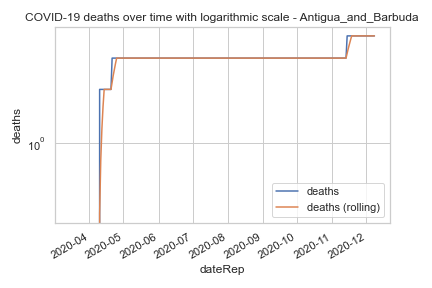 COVID-19 deaths over time with logarithmic scale - Antigua_and_Barbuda
deaths
10⁰
deaths
deaths (rolling)
2020-04
2020-05
2020-06
2020-07
2020-08
2020-09
2020-10
2020-11
2020-12
dateRep